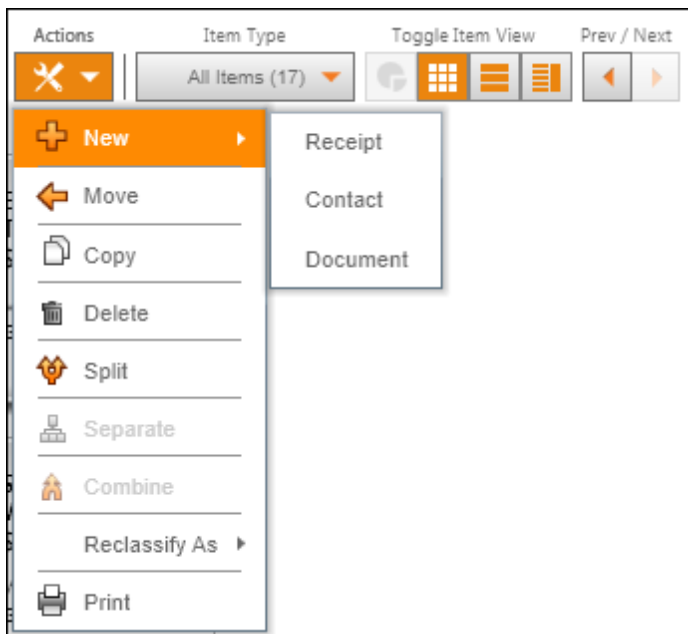 Actions Item Type Toggle Item View Prev / Next
All Items (17)
New
Receipt
Move
Contact
Copy
Document
Delete
Split
Separate
Combine
Reclassify As
Print